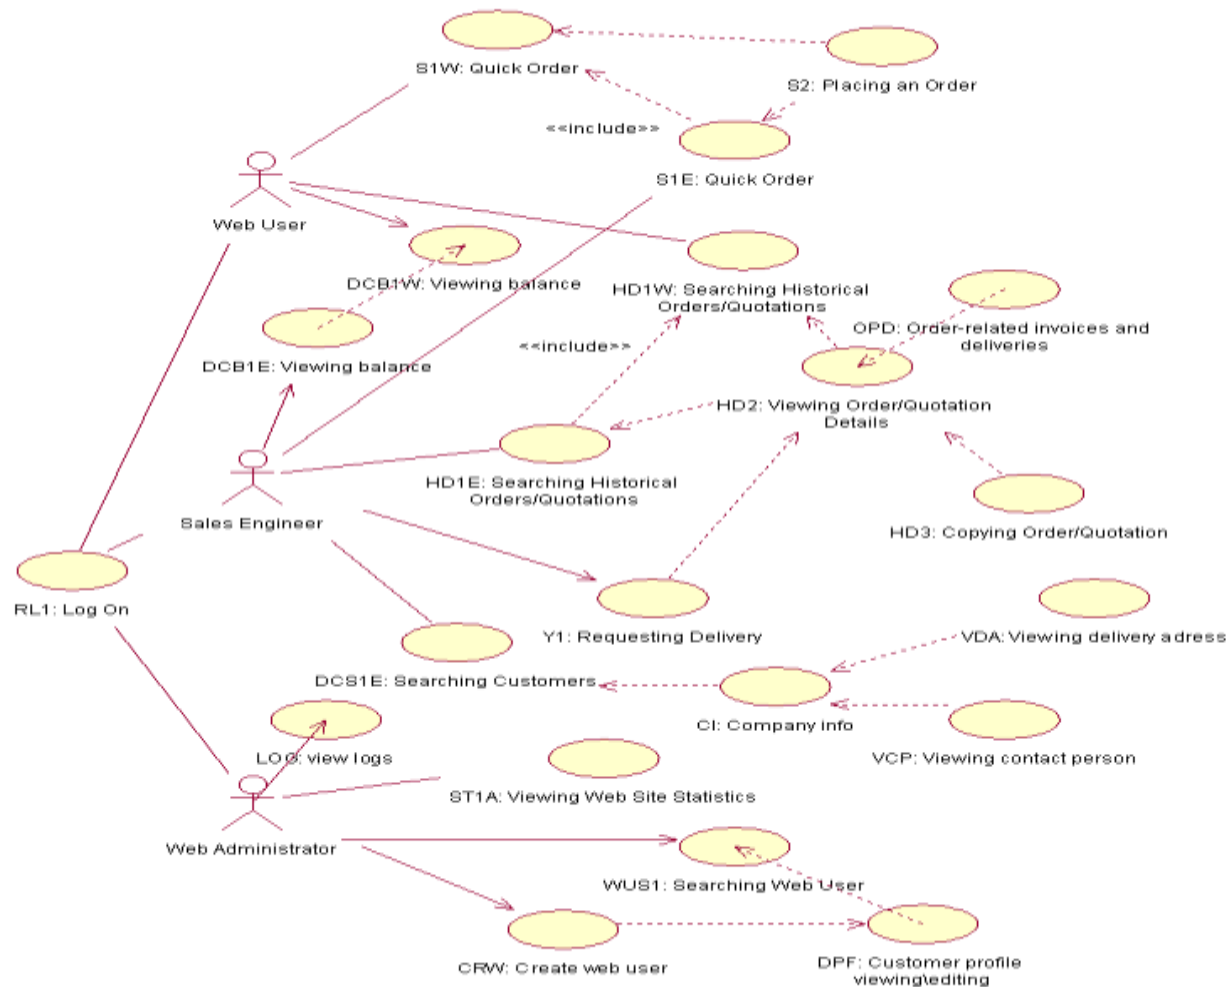 S1W: Quick Order
S2: Placing an Order
<<include>>
S1E: Quick Order
Web User
DCB1W: Viewing balance
HD1W: Searching Historical
Orders/Quotations
OPD: Order-related invoices and
deliveries
<<include>>
DCB1E: Viewing balance
HD2: Viewing Order/Quotation
Details
HD1E: Searching Historical
Orders/Quotations
Sales Engineer
HD3: Copying Order/Quotation
RL1: Log On
Y1: Requesting Delivery
VDA: Viewing delivery adress
DCS1E: Searching Customers
CI: Company info
LOG: view logs
VCP: Viewing contact person
ST1A: Viewing Web Site Statistics
Web Administrator
WUS1: Searching Web User
CRW: Create web user
DPF: Customer profile
viewing\editing